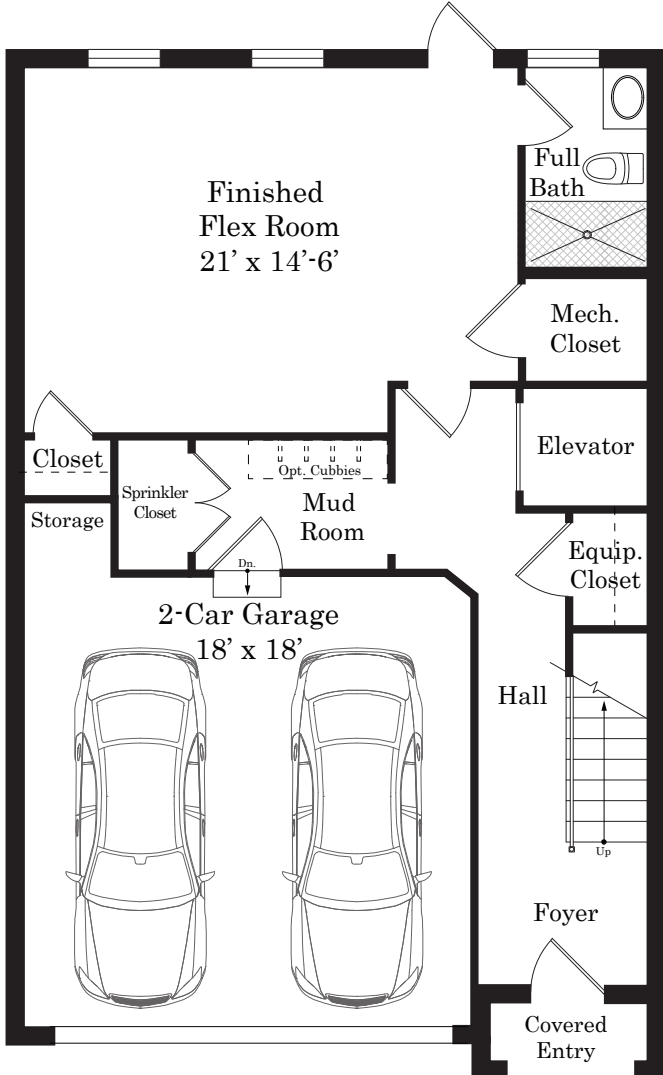 Full
Bath
Finished
Flex Room
21’ x 14’-6’
Mech.
Closet
Elevator
Closet
Opt. Cubbies
Sprinkler
Closet
Mud
Room
Storage
Equip.
Closet
Dn.
2-Car Garage
18’ x 18’
Hall
Up
Foyer
Covered
Entry